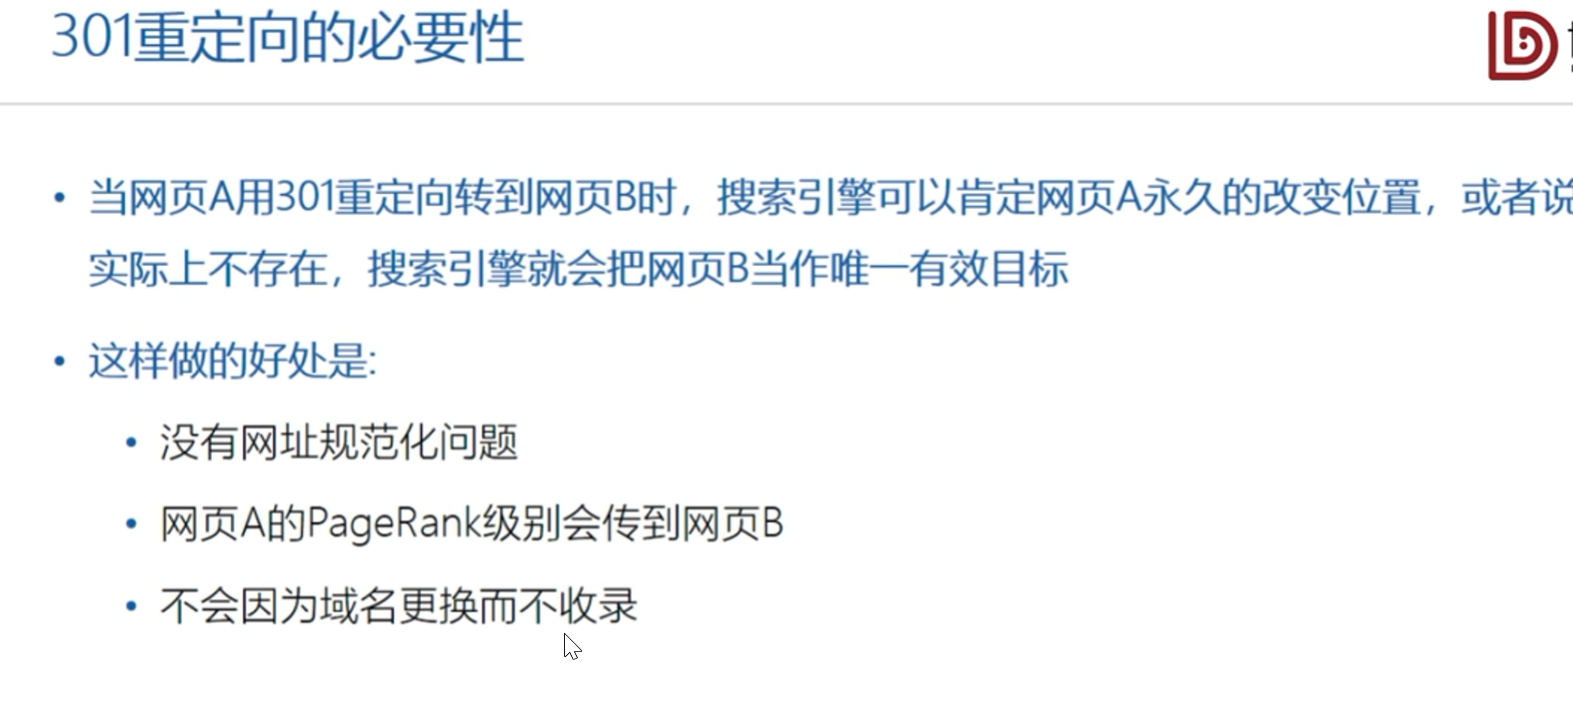 301重定向的必要性
• 当网页A用301重定向转到网页B时，搜索引擎可以肯定网页A永久的改变位置，或者说
实际上不存在，搜索引擎就会把网页B当作唯一有效目标
• 这样做的好处是:
• 没有网址规范化问题
• 网页A的PageRank级别会传到网页B
• 不会因为域名更换而不收录